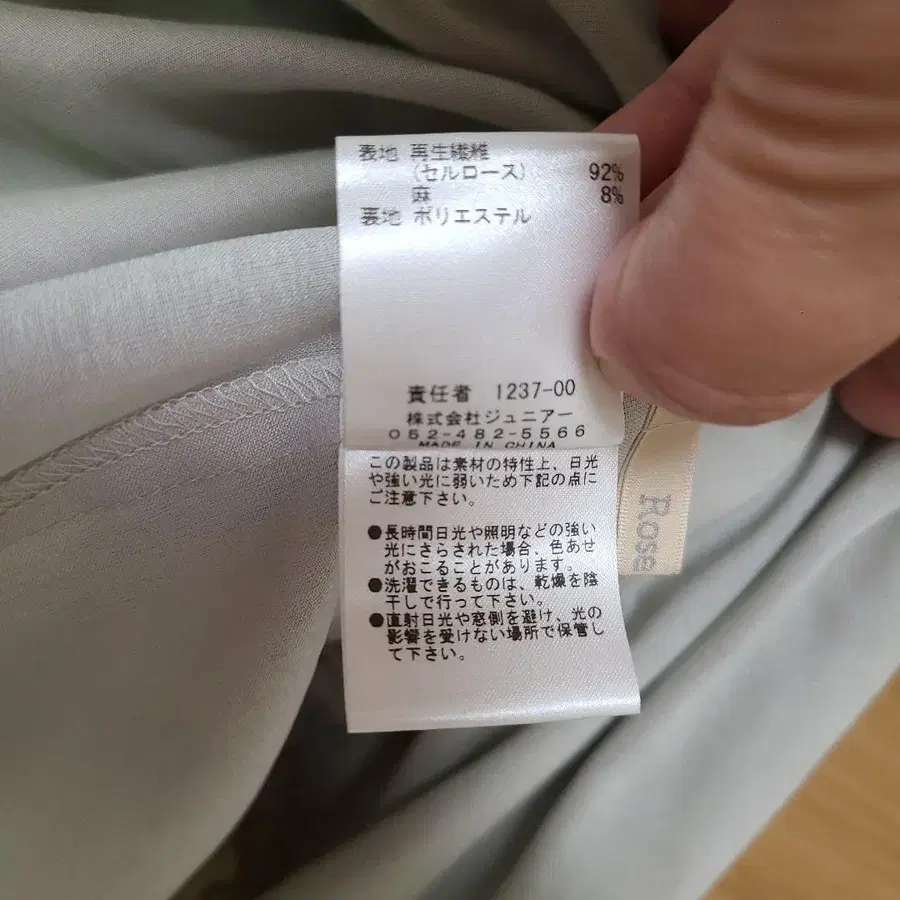 表地 再生繊維
(セルロース) 92%
麻 8%
裏地 ポリエステル
責任者 1237-00
株式会社ジュニアー
052-482-5566
MADE IN CHINA
この製品は素材の特性上、日光
や強い光に弱いため下記の点に
ご注意下さい。
●長時間日光や照明などの強い
光にさらされた場合、色あせ
がおこることがあります。
●洗濯できるものは、乾燥を陰
干しで行って下さい。
●直射日光や窓側を避け、光の
影響を受けない場所で保管し
て下さい。
Rose